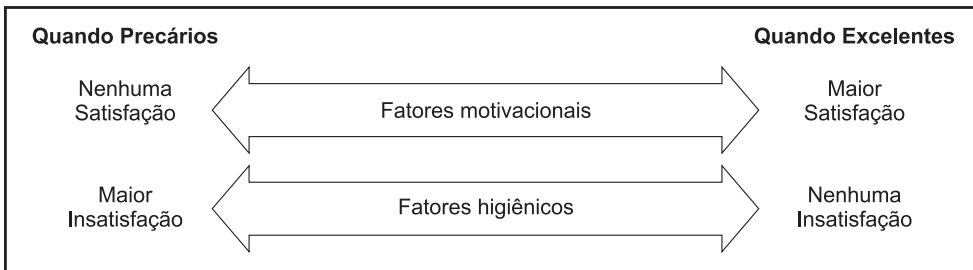 Quando Precários
Quando Excelentes
Nenhuma
Satisfação
Fatores motivacionais
Maior
Satisfação
Maior
Insatisfação
Fatores higiênicos
Nenhuma
Insatisfação